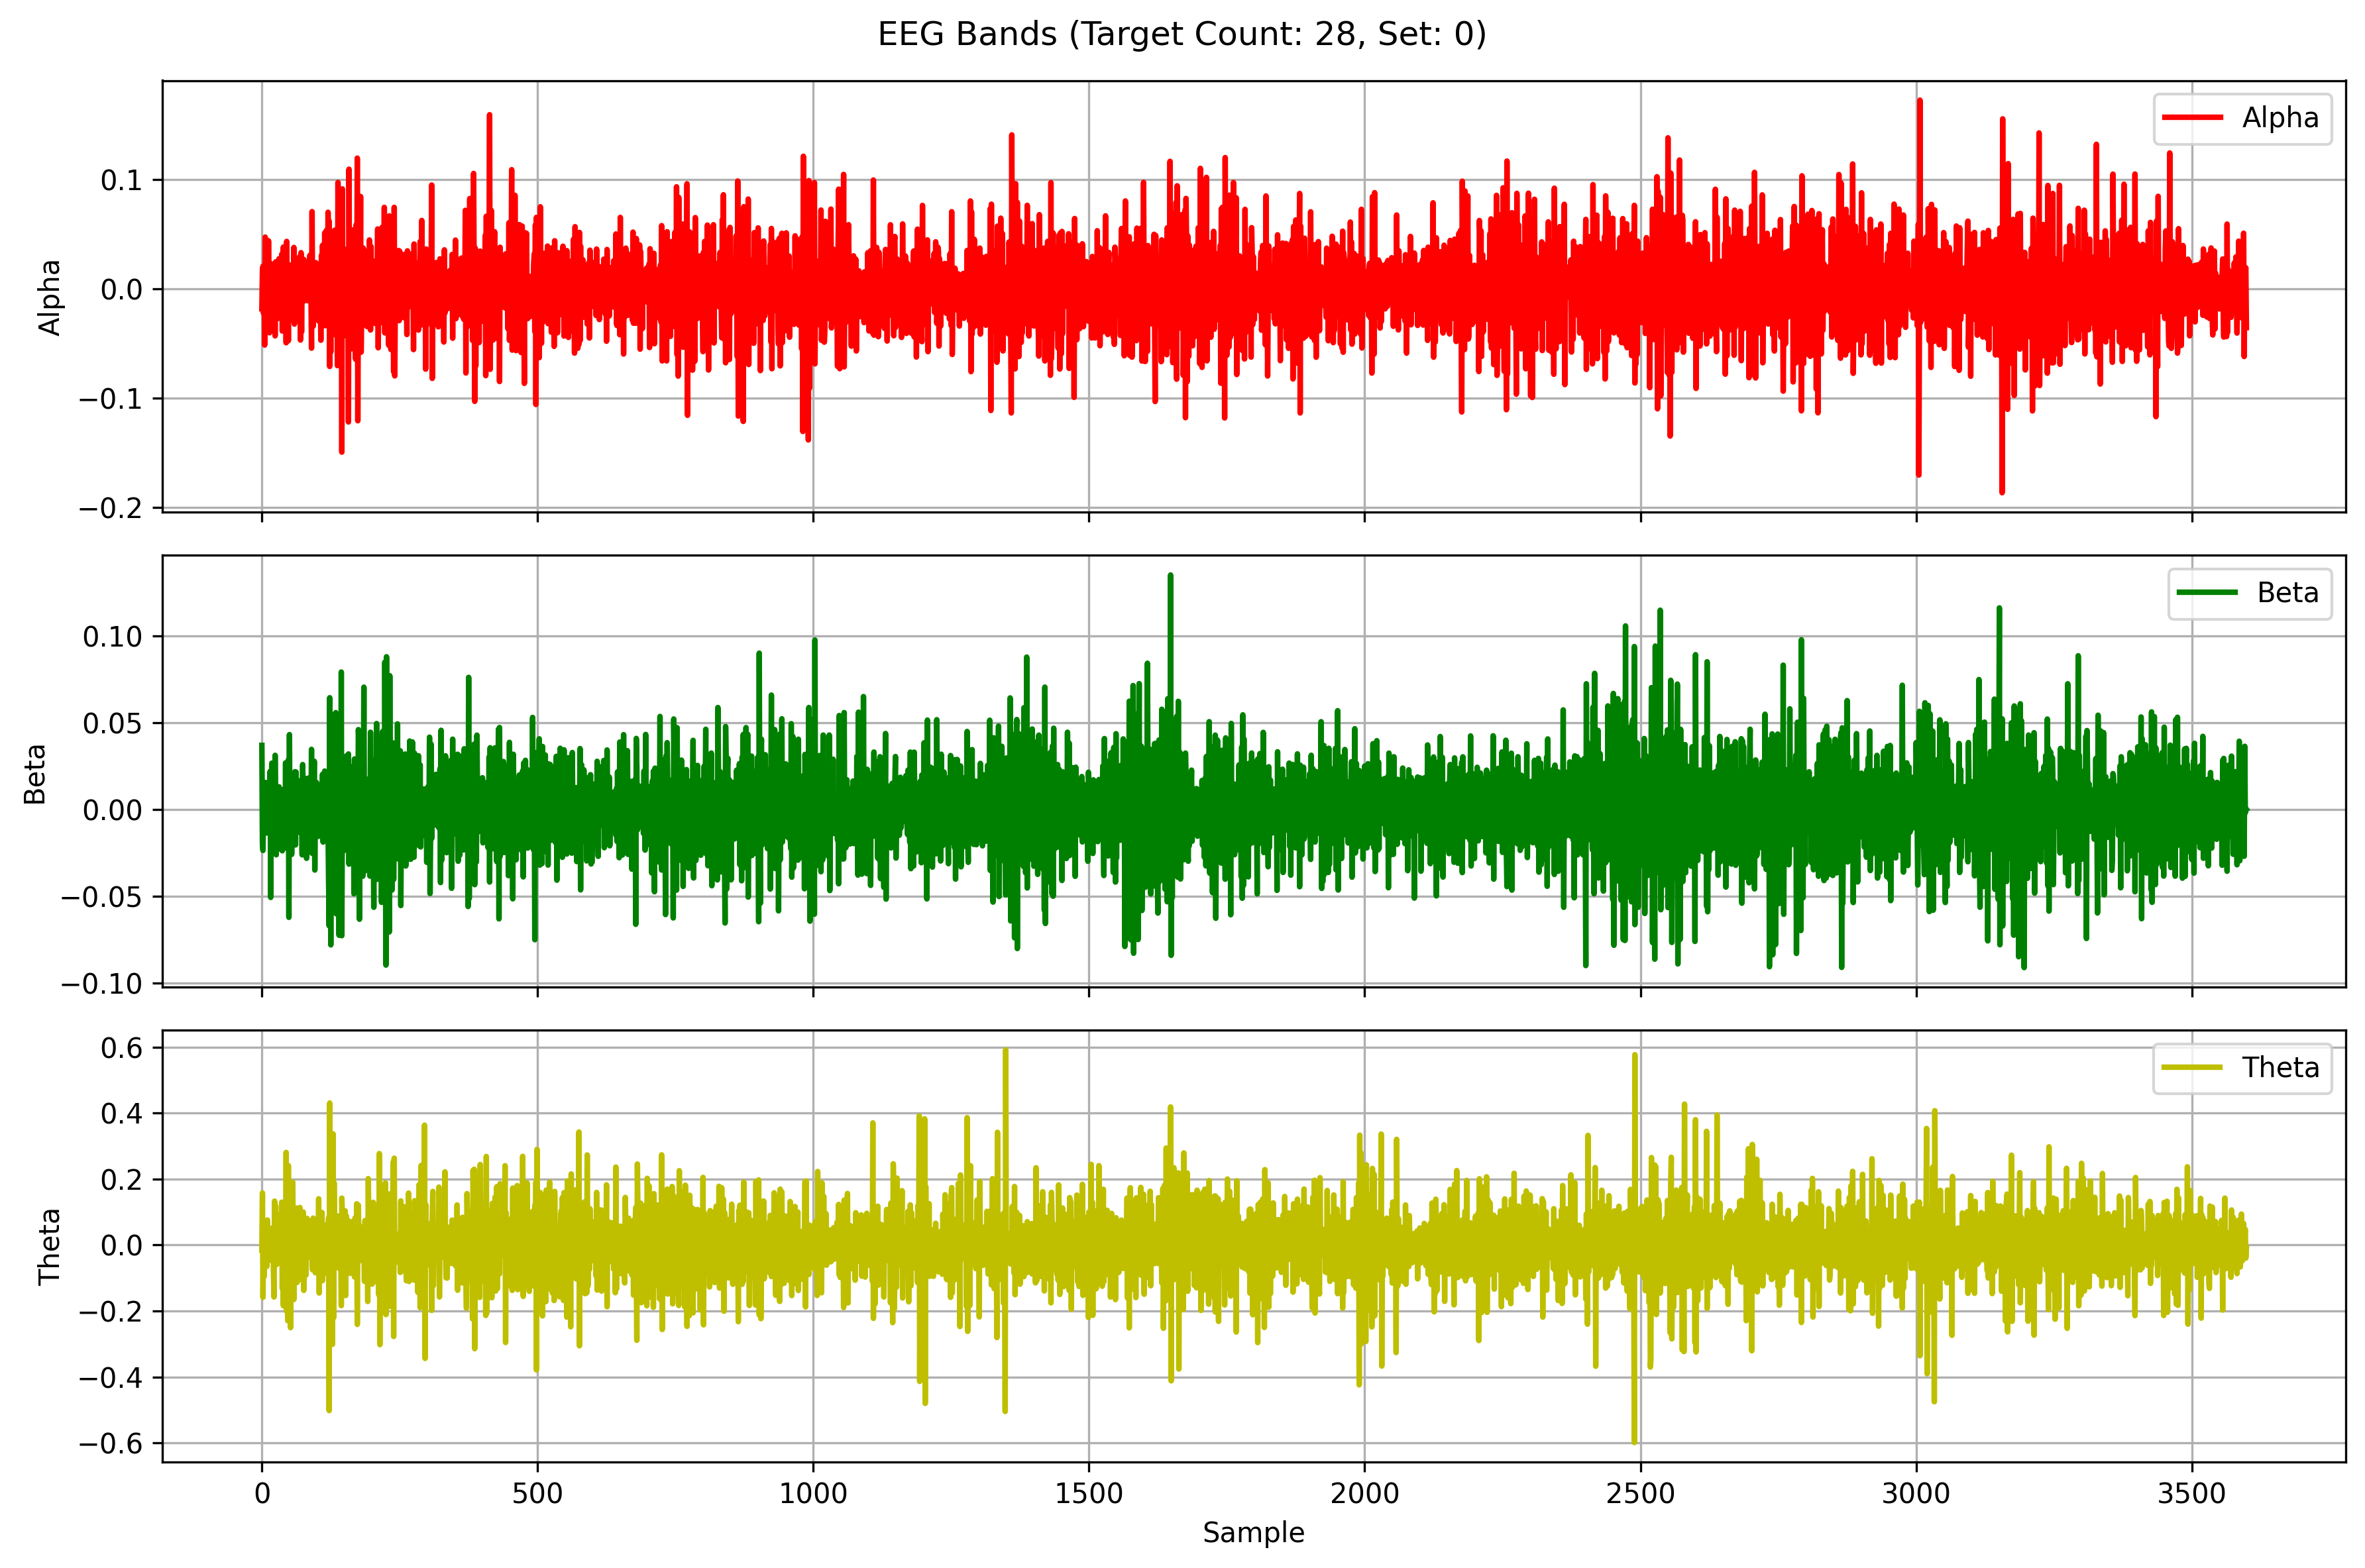 EEG Bands (Target Count: 28, Set: 0)
Alpha
0.1
0.0
−0.1
−0.2
Alpha
Beta
0.10
0.05
0.00
−0.05
−0.10
Beta
Theta
0.6
0.4
0.2
0.0
−0.2
−0.4
−0.6
Theta
0 500 1000 1500 2000 2500 3000 3500
Sample